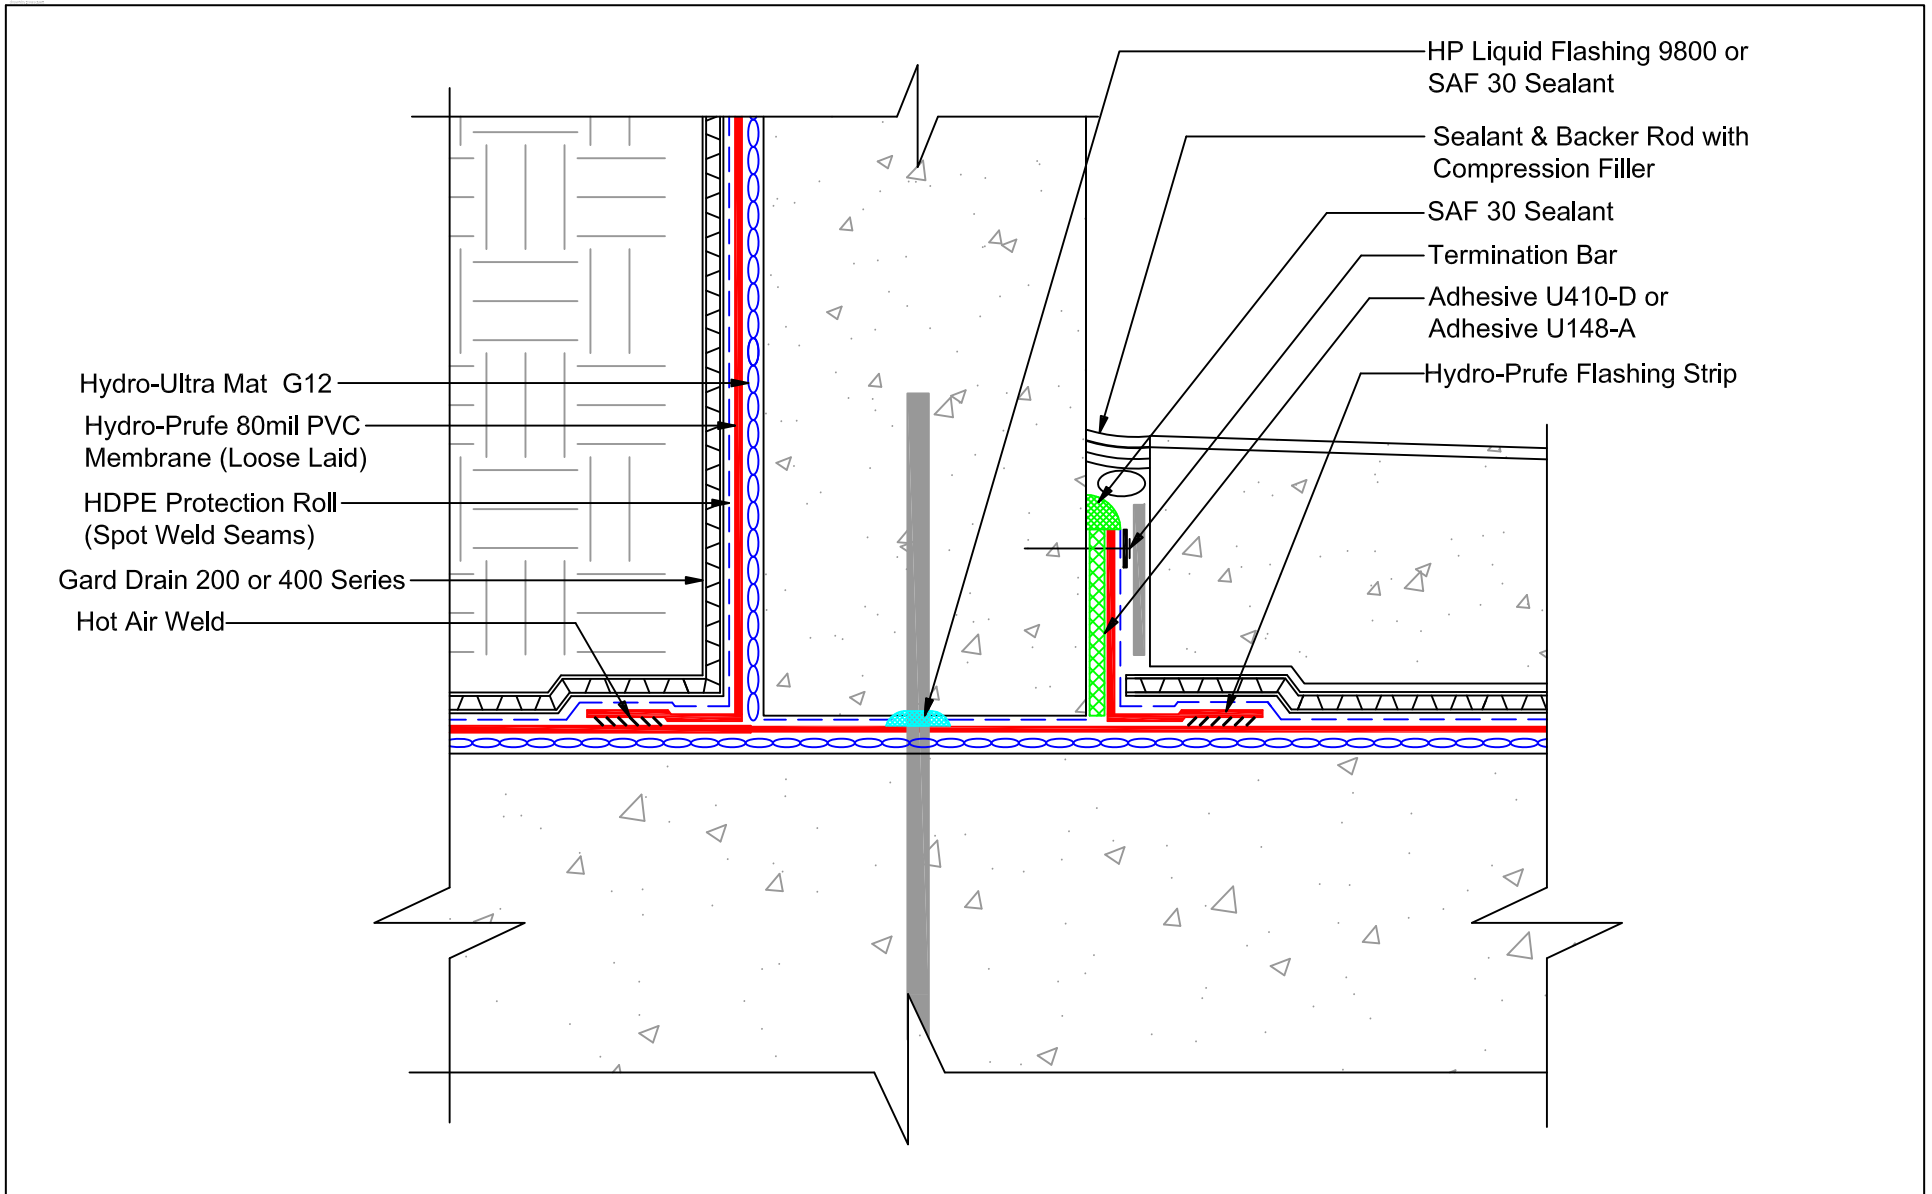 HP Liquid Flashing 9800 or
SAF 30 Sealant
Sealant & Backer Rod with
Compression Filler
SAF 30 Sealant
Termination Bar
Adhesive U410-D or
Adhesive U148-A
Hydro-Prufe Flashing Strip
Hydro-Ultra Mat G12
Hydro-Prufe 80mil PVC
Membrane (Loose Laid)
HDPE Protection Roll
(Spot Weld Seams)
Gard Drain 200 or 400 Series
Hot Air Weld